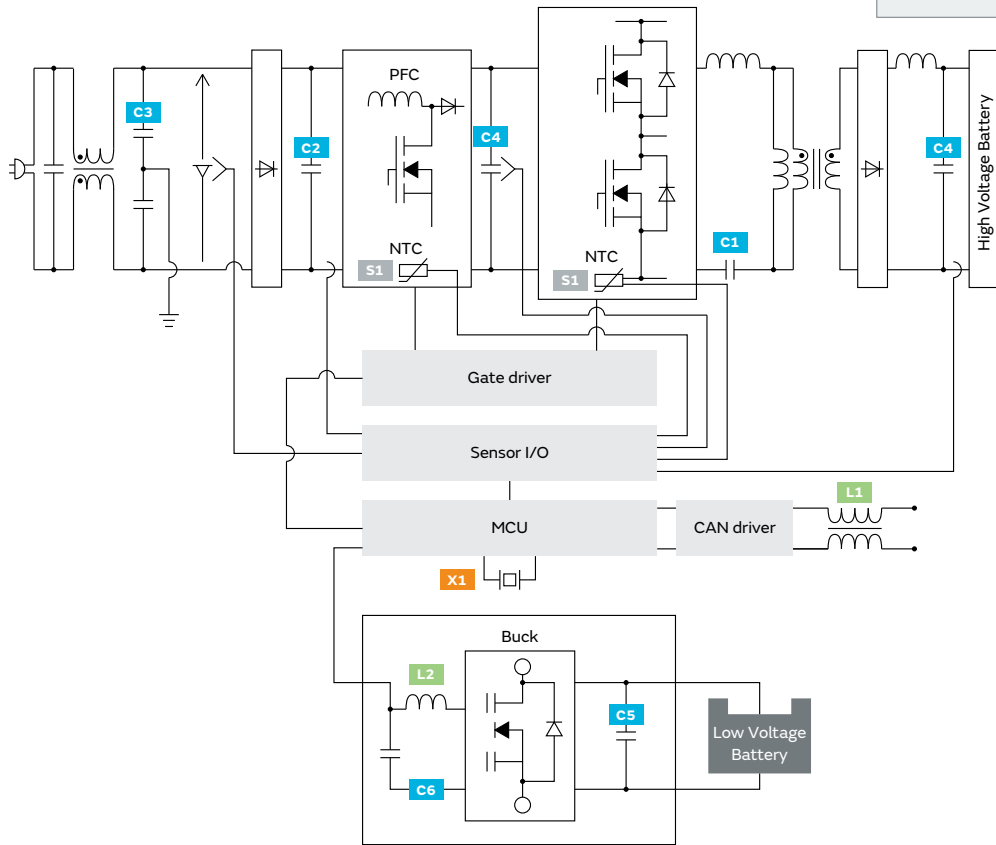 PFC
C3
C2
C4
C4
High Voltage Battery
C1
NTC
NTC
S1
S1
Gate driver
Sensor I/O
L1
MCU
CAN driver
X1
Buck
L2
C5
Low Voltage
Battery
C6